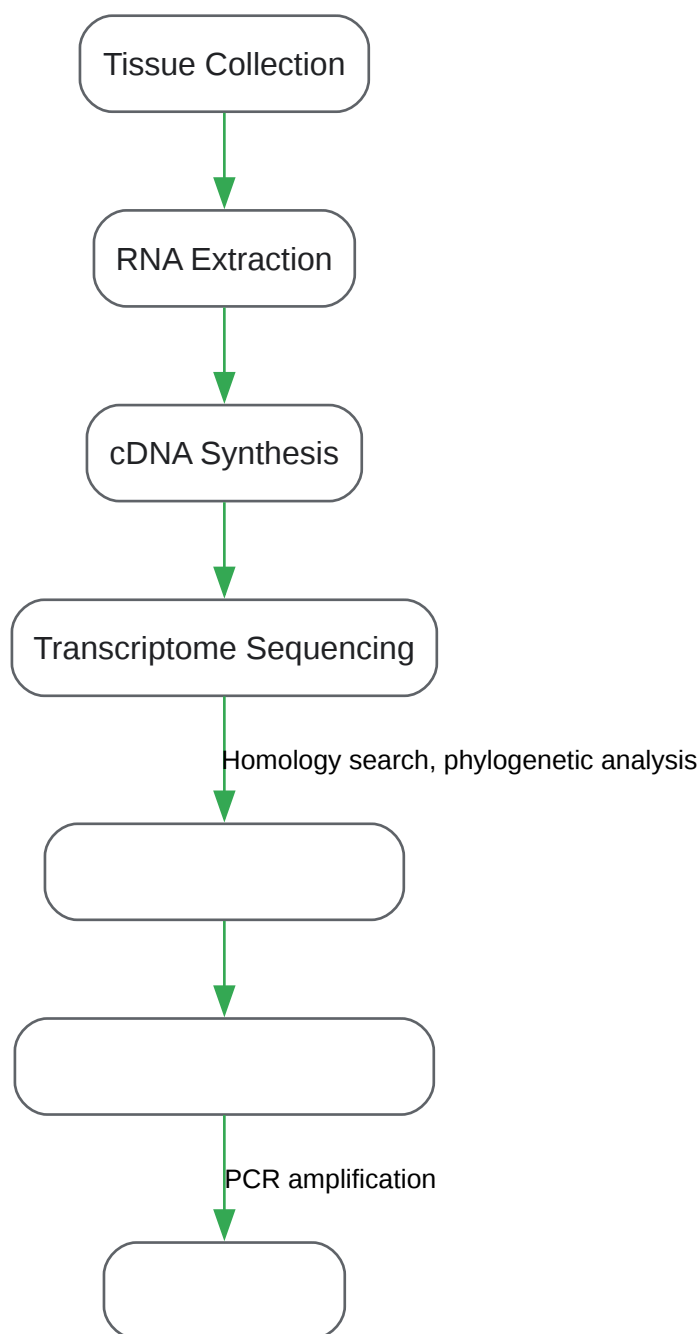 Tissue Collection
RNA Extraction
cDNA Synthesis
Transcriptome Sequencing
Homology search, phylogenetic analysis
PCR amplification